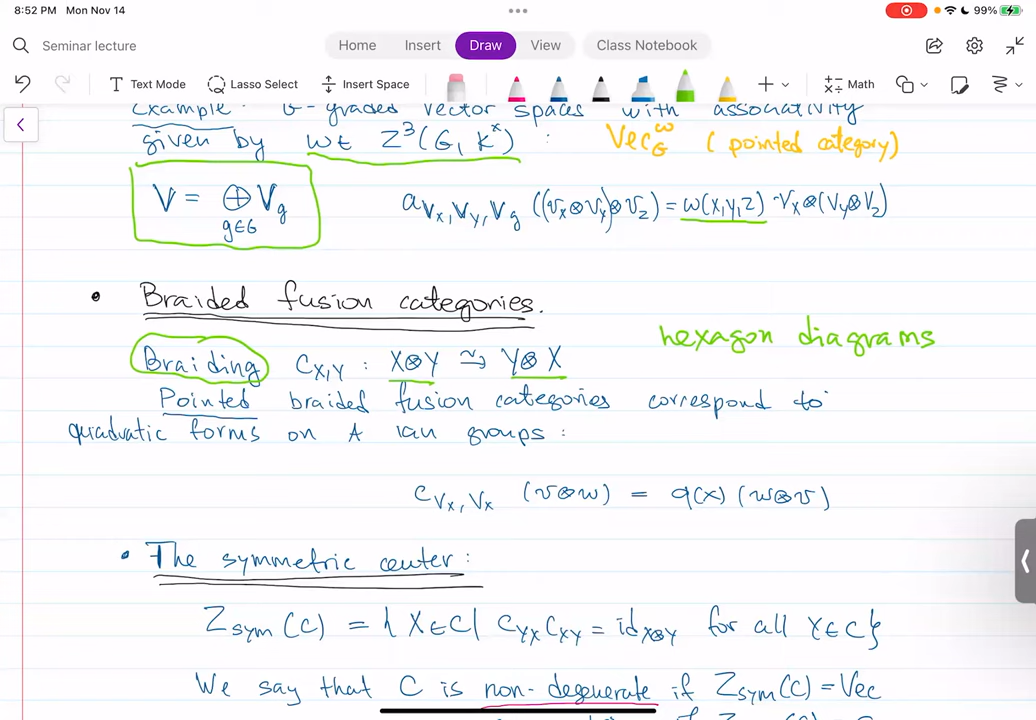 8:52 PM Mon Nov 14
99%
Seminar lecture
Home Insert Draw View Class Notebook
Text Mode Lasso Select Insert Space Math
Example: G-graded vector spaces with associativity
given by ω ∈ Z³(G, K^×) : Vec_G^ω (pointed category)
V = ⊕_{g∈G} V_g
a_{V_x, V_y, V_g} ((v_x⊗v_x)⊗v_z) = ω(x,y,z) · v_x⊗(v_y⊗v_z)
• Braided fusion categories.
hexagon diagrams
Braiding C_{X,Y} : X⊗Y ≃ Y⊗X
Pointed braided fusion categories correspond to
quadratic forms on A ian groups :
C_{V_x, V_x} (v⊗w) = q(x) (w⊗v)
• The symmetric center :
Z_sym(C) = { X∈C | C_{YX} C_{XY} = id_{X⊗Y} for all Y∈C }
We say that C is non-degenerate if Z_sym(C) = Vec